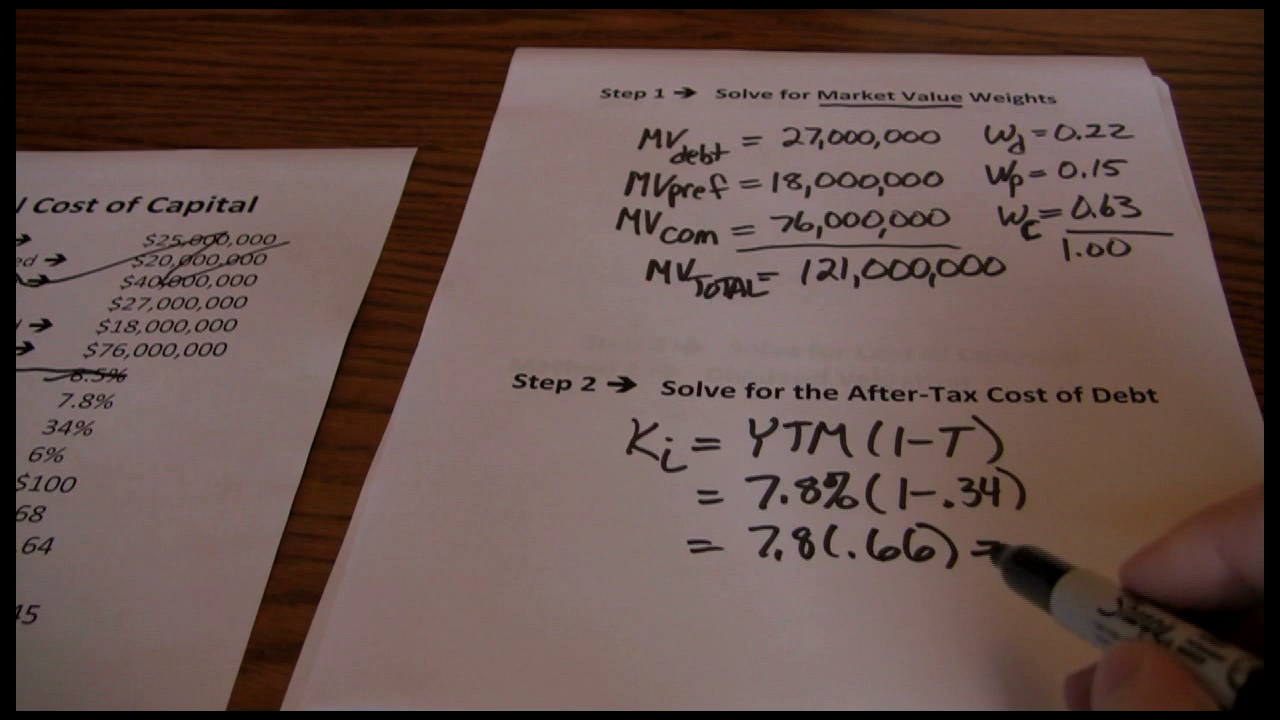 l Cost of Capital
$25,000,000
ed → $20,000,000
$40,000,000
$27,000,000
→ $18,000,000
→ $76,000,000
8.5%
7.8%
34%
6%
$100
68
.64
45
Step 1 → Solve for Market Value Weights
MVdebt = 27,000,000 Wd = 0.22
MVpref = 18,000,000 Wp = 0.15
MVcom = 76,000,000 Wc = 0.63
MVTOTAL = 121,000,000 1.00
Step 2 → Solve for the After-Tax Cost of Debt
Ki = YTM (1-T)
= 7.8% (1-.34)
= 7.8(.66) =